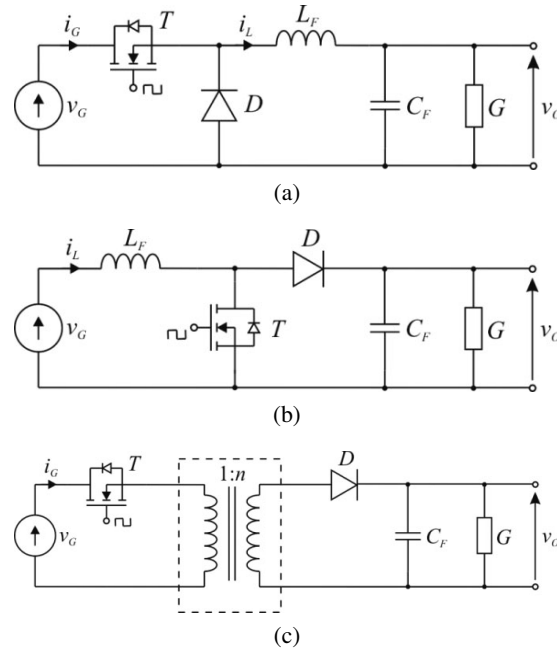 i_G T i_L L_F
v_G D C_F G v_O
(a)
i_L L_F D
v_G T C_F G v_O
(b)
i_G T 1:n D
v_G C_F G v_O
(c)